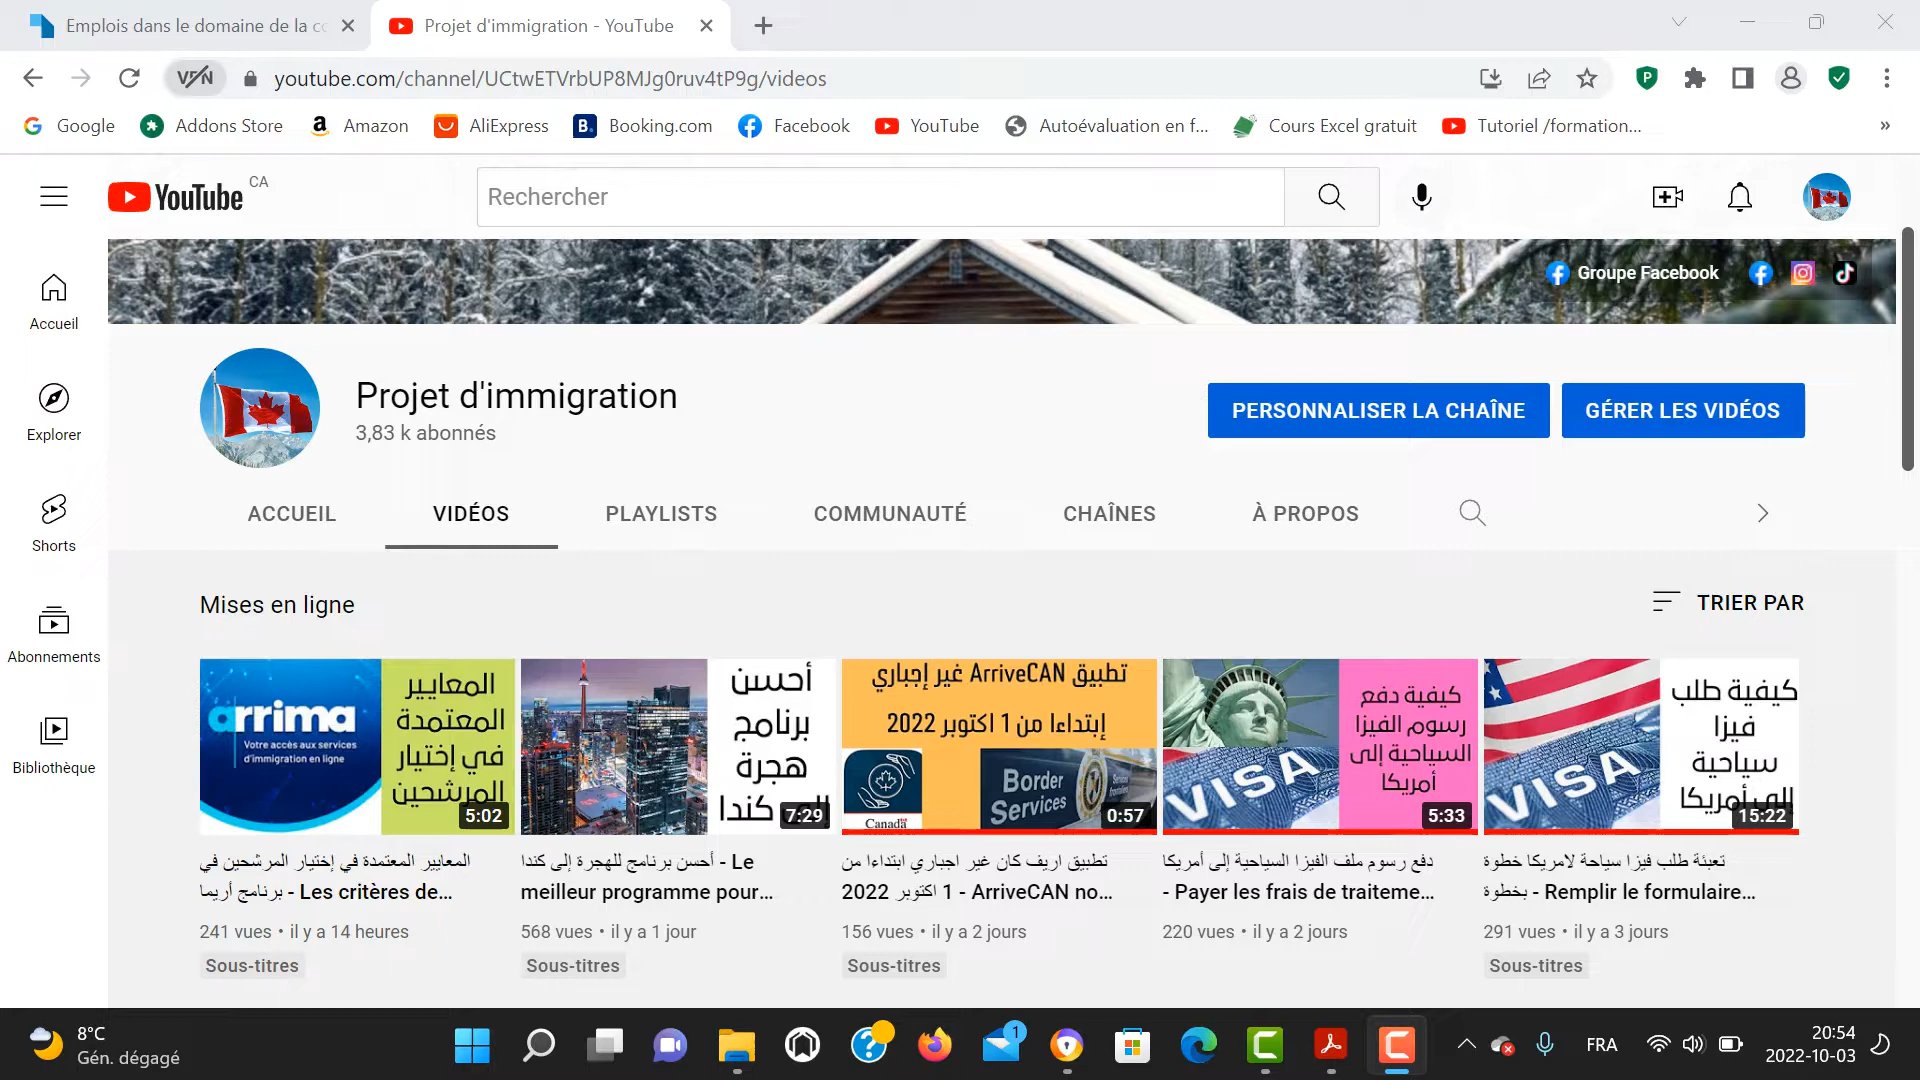 Emplois dans le domaine de la co
Projet d'immigration - YouTube
VPN
youtube.com/channel/UCtwETVrbUP8MJg0ruv4tP9g/videos
Google
Addons Store
Amazon
AliExpress
B.
Booking.com
Facebook
YouTube
Autoévaluation en f...
Cours Excel gratuit
Tutoriel /formation...
»
YouTube
CA
Rechercher
Groupe Facebook
Accueil
Explorer
Shorts
Abonnements
Bibliothèque
Projet d'immigration
3,83 k abonnés
PERSONNALISER LA CHAÎNE
GÉRER LES VIDÉOS
ACCUEIL
VIDÉOS
PLAYLISTS
COMMUNAUTÉ
CHAÎNES
À PROPOS
Mises en ligne
TRIER PAR
arrima
Votre accès aux services
d'immigration en ligne
المعايير
المعتمدة
في إختيار
المرشحين
5:02
أحسن
برنامج
هجرة
إلى كندا
7:29
تطبيق ArriveCAN غير إجباري
إبتداءا من 1 اكتوبر 2022
Canada
Border
Services
0:57
VISA
كيفية دفع
رسوم الفيزا
السياحية إلى
أمريكا
5:33
VISA
كيفية طلب
فيزا
سياحية
إلى أمريكا
15:22
المعايير المعتمدة في إختيار المرشحين في
برنامج أريما - Les critères de...
أحسن برنامج للهجرة إلى كندا - Le
meilleur programme pour...
تطبيق اريف كان غير اجباري ابتداءا من
1 اكتوبر 2022 - ArriveCAN no...
دفع رسوم ملف الفيزا السياحية إلى أمريكا
- Payer les frais de traiteme...
تعبئة طلب فيزا سياحة لامريكا خطوة
بخطوة - Remplir le formulaire...
241 vues • il y a 14 heures
568 vues • il y a 1 jour
156 vues • il y a 2 jours
220 vues • il y a 2 jours
291 vues • il y a 3 jours
Sous-titres
Sous-titres
Sous-titres
Sous-titres
8°C
Gén. dégagé
1
FRA
20:54
2022-10-03